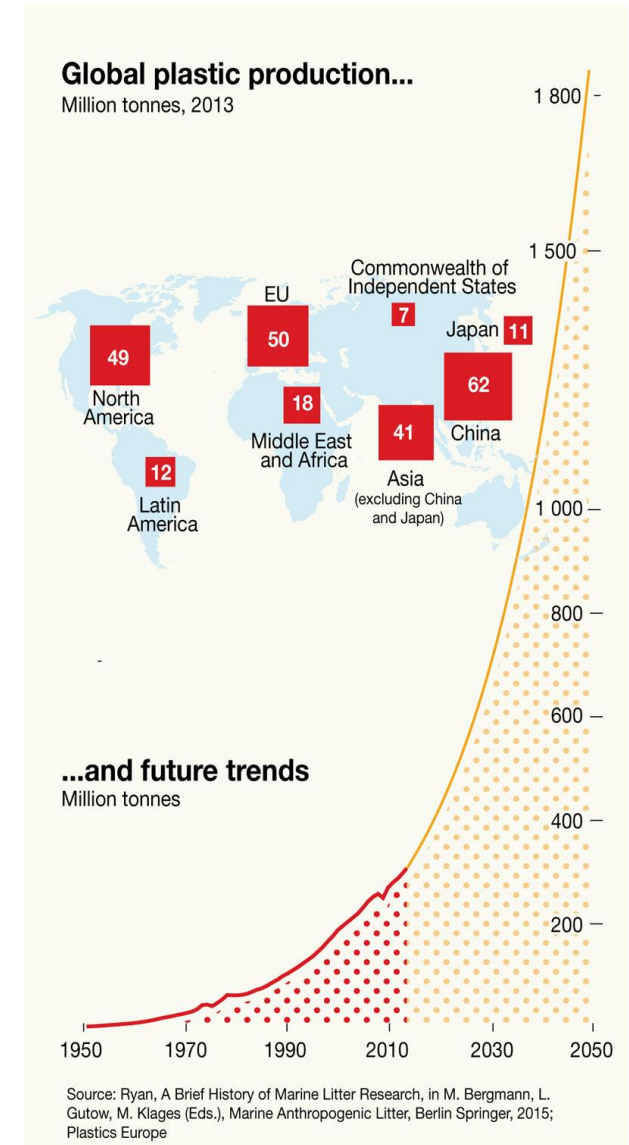 Global plastic production...
Million tonnes, 2013
1 800
1 500
Commonwealth of
Independent States
7
EU
50
Japan 11
49
North
America
62
China
18
Middle East
and Africa
41
Asia
(excluding China
and Japan)
12
Latin
America
1 000
800
600
...and future trends
Million tonnes
400
200
1950 1970 1990 2010 2030 2050
Source: Ryan, A Brief History of Marine Litter Research, in M. Bergmann, L.
Gutow, M. Klages (Eds.), Marine Anthropogenic Litter, Berlin Springer, 2015;
Plastics Europe